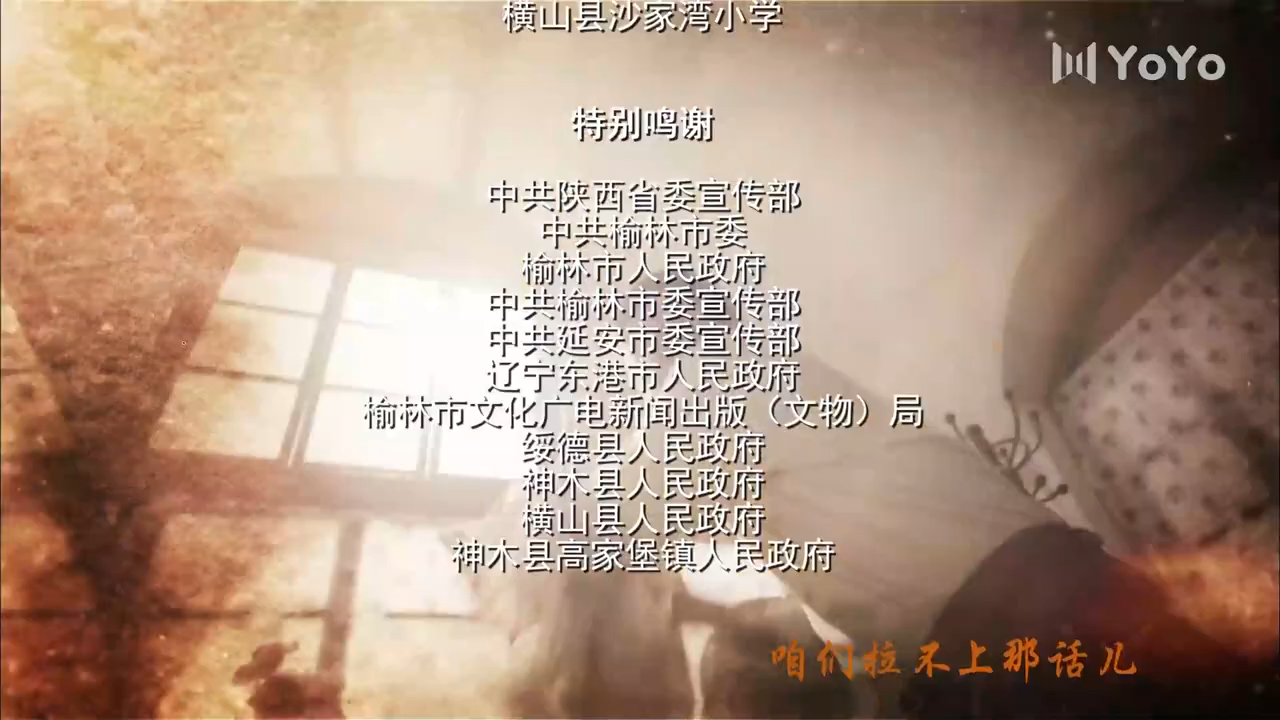 横山县沙家湾小学
YoYo
特别鸣谢
中共陕西省委宣传部
中共榆林市委
榆林市人民政府
中共榆林市委宣传部
中共延安市委宣传部
辽宁东港市人民政府
榆林市文化广电新闻出版（文物）局
绥德县人民政府
神木县人民政府
横山县人民政府
神木县高家堡镇人民政府
咱们拉不上那话儿